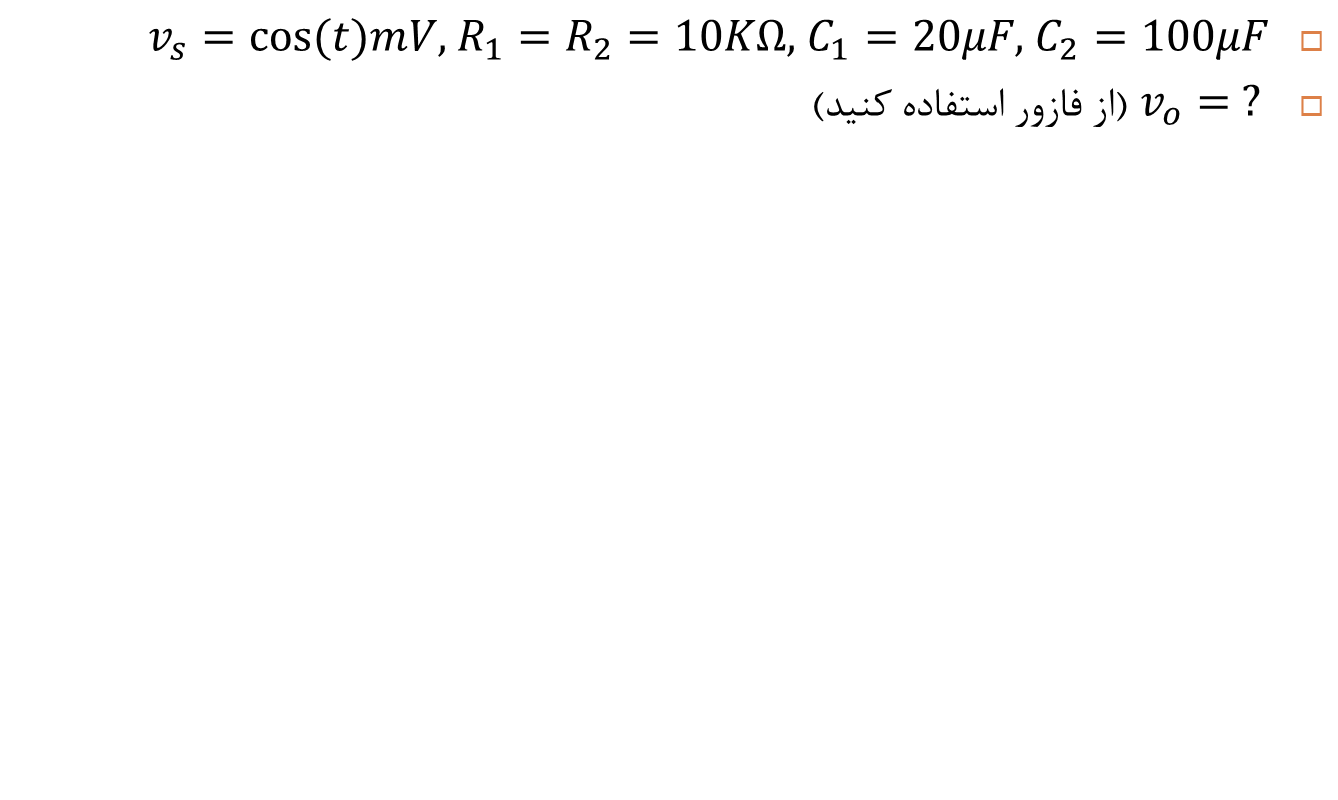 v_s = cos(t)mV, R_1 = R_2 = 10KΩ, C_1 = 20μF, C_2 = 100μF
v_o = ? (از فازور استفاده کنید)